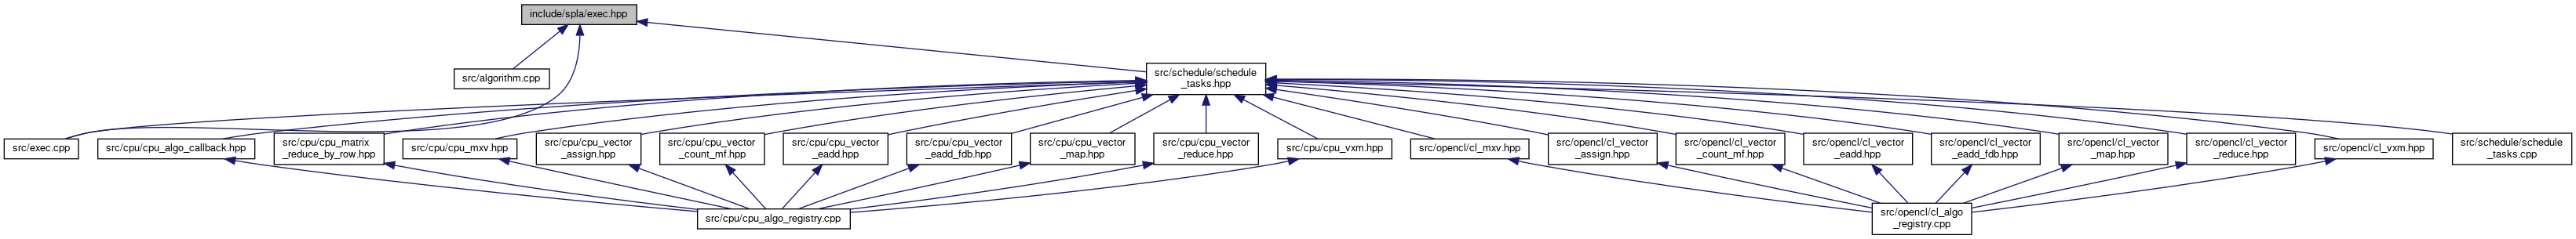 include/spla/exec.hpp
src/algorithm.cpp
src/schedule/schedule
_tasks.hpp
src/exec.cpp
src/cpu/cpu_algo_callback.hpp
src/cpu/cpu_matrix
_reduce_by_row.hpp
src/cpu/cpu_mxv.hpp
src/cpu/cpu_vector
_assign.hpp
src/cpu/cpu_vector
_count_mf.hpp
src/cpu/cpu_vector
_eadd.hpp
src/cpu/cpu_vector
_eadd_fdb.hpp
src/cpu/cpu_vector
_map.hpp
src/cpu/cpu_vector
_reduce.hpp
src/cpu/cpu_vxm.hpp
src/opencl/cl_mxv.hpp
src/opencl/cl_vector
_assign.hpp
src/opencl/cl_vector
_count_mf.hpp
src/opencl/cl_vector
_eadd.hpp
src/opencl/cl_vector
_eadd_fdb.hpp
src/opencl/cl_vector
_map.hpp
src/opencl/cl_vector
_reduce.hpp
src/opencl/cl_vxm.hpp
src/schedule/schedule
_tasks.cpp
src/cpu/cpu_algo_registry.cpp
src/opencl/cl_algo
_registry.cpp